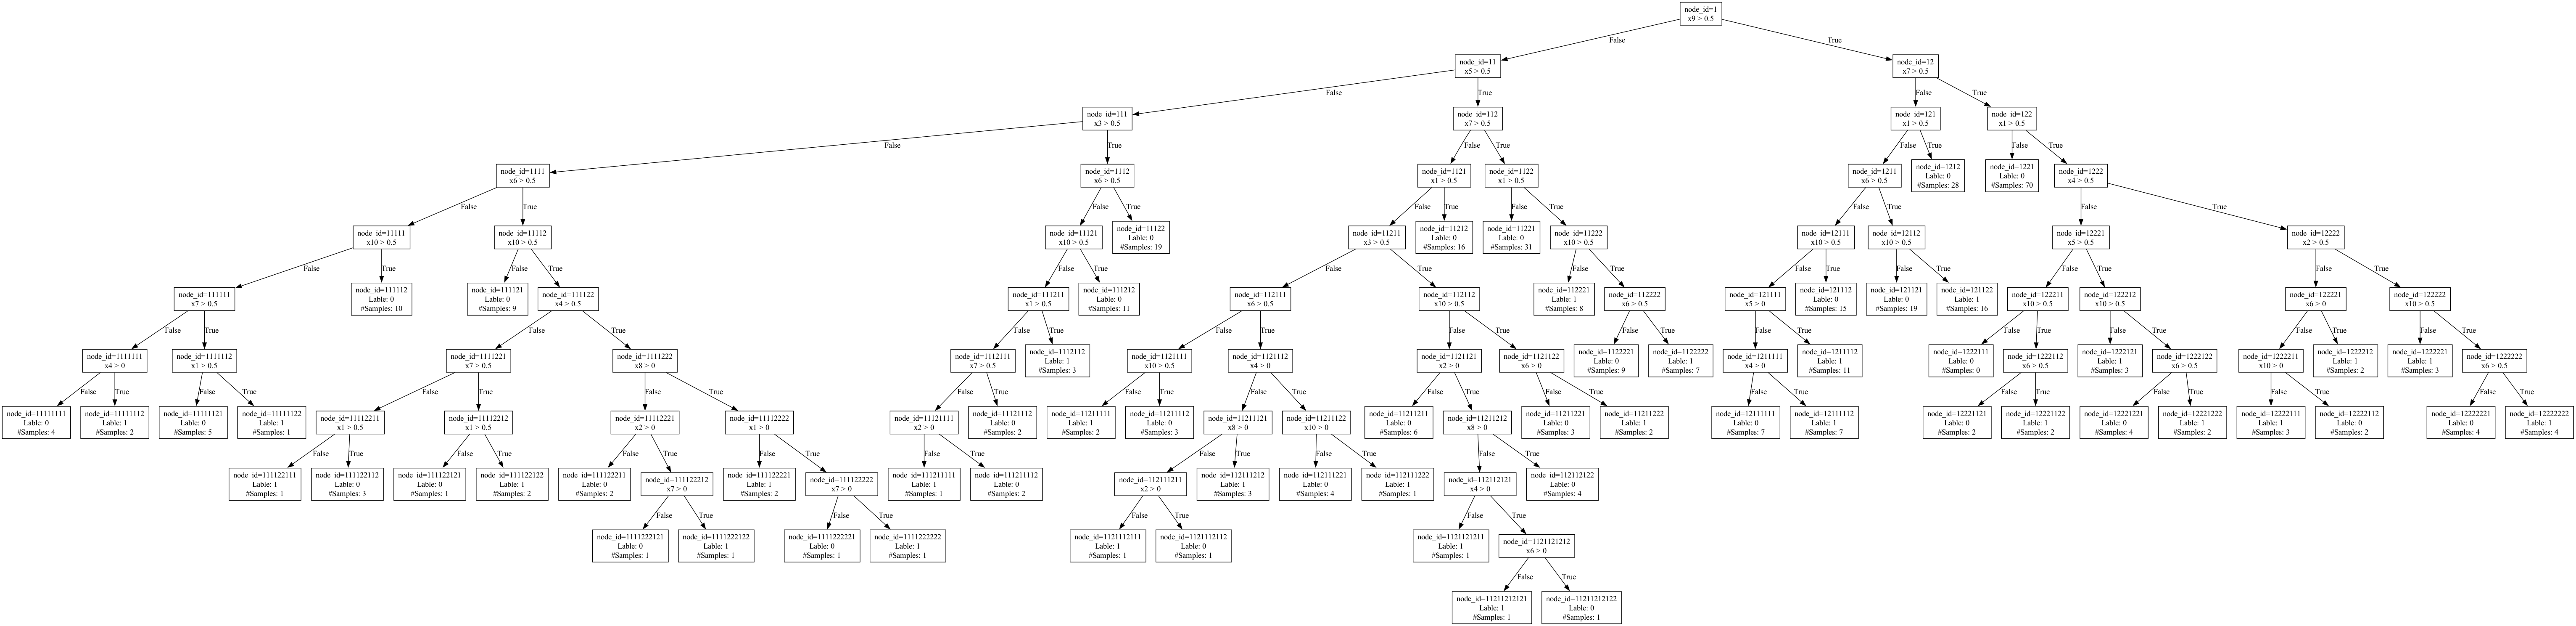 node_id=1
x9 > 0.5
False
True
node_id=11
x5 > 0.5
node_id=12
x7 > 0.5
False
True
False
True
node_id=111
x3 > 0.5
node_id=112
x7 > 0.5
node_id=121
x1 > 0.5
node_id=122
x1 > 0.5
False
True
False
True
False
True
False
True
node_id=1111
x6 > 0.5
node_id=1112
x6 > 0.5
node_id=1121
x1 > 0.5
node_id=1122
x1 > 0.5
node_id=1211
x6 > 0.5
node_id=1212
Lable: 0
#Samples: 28
node_id=1221
Lable: 0
#Samples: 70
node_id=1222
x4 > 0.5
False
True
False
True
False
True
False
True
False
True
False
True
node_id=11111
x10 > 0.5
node_id=11112
x10 > 0.5
node_id=11121
x10 > 0.5
node_id=11122
Lable: 0
#Samples: 19
node_id=11211
x3 > 0.5
node_id=11212
Lable: 0
#Samples: 16
node_id=11221
Lable: 0
#Samples: 31
node_id=11222
x10 > 0.5
node_id=12111
x10 > 0.5
node_id=12112
x10 > 0.5
node_id=12221
x5 > 0.5
node_id=12222
x2 > 0.5
False
True
False
True
False
True
False
True
False
True
False
True
False
True
False
True
False
True
node_id=111111
x7 > 0.5
node_id=111112
Lable: 0
#Samples: 10
node_id=111121
Lable: 0
#Samples: 9
node_id=111122
x4 > 0.5
node_id=111211
x1 > 0.5
node_id=111212
Lable: 0
#Samples: 11
node_id=112111
x6 > 0.5
node_id=112112
x10 > 0.5
node_id=112221
Lable: 1
#Samples: 8
node_id=112222
x6 > 0.5
node_id=121111
x5 > 0
node_id=121112
Lable: 0
#Samples: 15
node_id=121121
Lable: 0
#Samples: 19
node_id=121122
Lable: 1
#Samples: 16
node_id=122211
x10 > 0.5
node_id=122212
x10 > 0.5
node_id=122221
x6 > 0
node_id=122222
x10 > 0.5
False
True
False
True
False
True
False
True
False
True
False
True
False
True
False
True
False
True
False
True
False
True
node_id=1111111
x4 > 0
node_id=1111112
x1 > 0.5
node_id=1111221
x7 > 0.5
node_id=1111222
x8 > 0
node_id=1112111
x7 > 0.5
node_id=1112112
Lable: 1
#Samples: 3
node_id=1121111
x10 > 0.5
node_id=1121112
x4 > 0
node_id=1121121
x2 > 0
node_id=1121122
x6 > 0
node_id=1122221
Lable: 0
#Samples: 9
node_id=1122222
Lable: 1
#Samples: 7
node_id=1211111
x4 > 0
node_id=1211112
Lable: 1
#Samples: 11
node_id=1222111
Lable: 0
#Samples: 0
node_id=1222112
x6 > 0.5
node_id=1222121
Lable: 1
#Samples: 3
node_id=1222122
x6 > 0.5
node_id=1222211
x10 > 0
node_id=1222212
Lable: 1
#Samples: 2
node_id=1222221
Lable: 1
#Samples: 3
node_id=1222222
x6 > 0.5
False
True
False
True
False
True
False
True
False
True
False
True
False
True
False
True
False
True
False
True
False
True
False
True
False
True
False
True
node_id=11111111
Lable: 0
#Samples: 4
node_id=11111112
Lable: 1
#Samples: 2
node_id=11111121
Lable: 0
#Samples: 5
node_id=11111122
Lable: 1
#Samples: 1
node_id=11112211
x1 > 0.5
node_id=11112212
x1 > 0.5
node_id=11112221
x2 > 0
node_id=11112222
x1 > 0
node_id=11121111
x2 > 0
node_id=11121112
Lable: 0
#Samples: 2
node_id=11211111
Lable: 1
#Samples: 2
node_id=11211112
Lable: 0
#Samples: 3
node_id=11211121
x8 > 0
node_id=11211122
x10 > 0
node_id=11211211
Lable: 0
#Samples: 6
node_id=11211212
x8 > 0
node_id=11211221
Lable: 0
#Samples: 3
node_id=11211222
Lable: 1
#Samples: 2
node_id=12111111
Lable: 0
#Samples: 7
node_id=12111112
Lable: 1
#Samples: 7
node_id=12221121
Lable: 0
#Samples: 2
node_id=12221122
Lable: 1
#Samples: 2
node_id=12221221
Lable: 0
#Samples: 4
node_id=12221222
Lable: 1
#Samples: 2
node_id=12222111
Lable: 1
#Samples: 3
node_id=12222112
Lable: 0
#Samples: 2
node_id=12222221
Lable: 0
#Samples: 4
node_id=12222222
Lable: 1
#Samples: 4
False
True
False
True
False
True
False
True
False
True
False
True
False
True
False
True
node_id=111122111
Lable: 1
#Samples: 1
node_id=111122112
Lable: 0
#Samples: 3
node_id=111122121
Lable: 0
#Samples: 1
node_id=111122122
Lable: 1
#Samples: 2
node_id=111122211
Lable: 0
#Samples: 2
node_id=111122212
x7 > 0
node_id=111122221
Lable: 1
#Samples: 2
node_id=111122222
x7 > 0
node_id=111211111
Lable: 1
#Samples: 1
node_id=111211112
Lable: 0
#Samples: 2
node_id=112111211
x2 > 0
node_id=112111212
Lable: 1
#Samples: 3
node_id=112111221
Lable: 0
#Samples: 4
node_id=112111222
Lable: 1
#Samples: 1
node_id=112112121
x4 > 0
node_id=112112122
Lable: 0
#Samples: 4
False
True
False
True
False
True
False
True
node_id=1111222121
Lable: 0
#Samples: 1
node_id=1111222122
Lable: 1
#Samples: 1
node_id=1111222221
Lable: 0
#Samples: 1
node_id=1111222222
Lable: 1
#Samples: 1
node_id=1121112111
Lable: 1
#Samples: 1
node_id=1121112112
Lable: 0
#Samples: 1
node_id=1121121211
Lable: 1
#Samples: 1
node_id=1121121212
x6 > 0
False
True
node_id=11211212121
Lable: 1
#Samples: 1
node_id=11211212122
Lable: 0
#Samples: 1